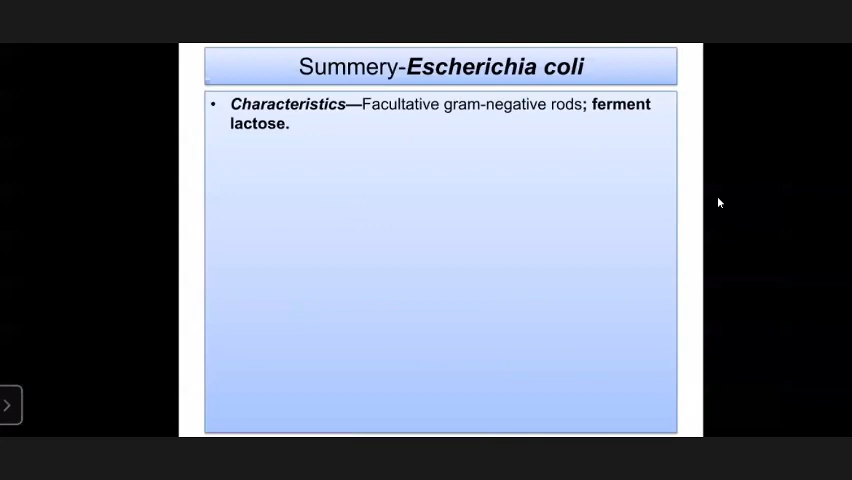 Summery-Escherichia coli
• Characteristics—Facultative gram-negative rods; ferment
lactose.